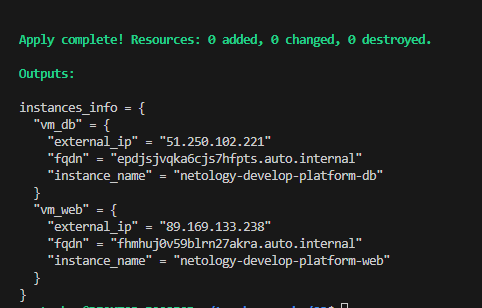 Apply complete! Resources: 0 added, 0 changed, 0 destroyed.
Outputs:
instances_info = {
  "vm_db" = {
    "external_ip" = "51.250.102.221"
    "fqdn" = "epdjsjvqka6cjs7hfpts.auto.internal"
    "instance_name" = "netology-develop-platform-db"
  }
  "vm_web" = {
    "external_ip" = "89.169.133.238"
    "fqdn" = "fhmhuj0v59blrn27akra.auto.internal"
    "instance_name" = "netology-develop-platform-web"
  }
}